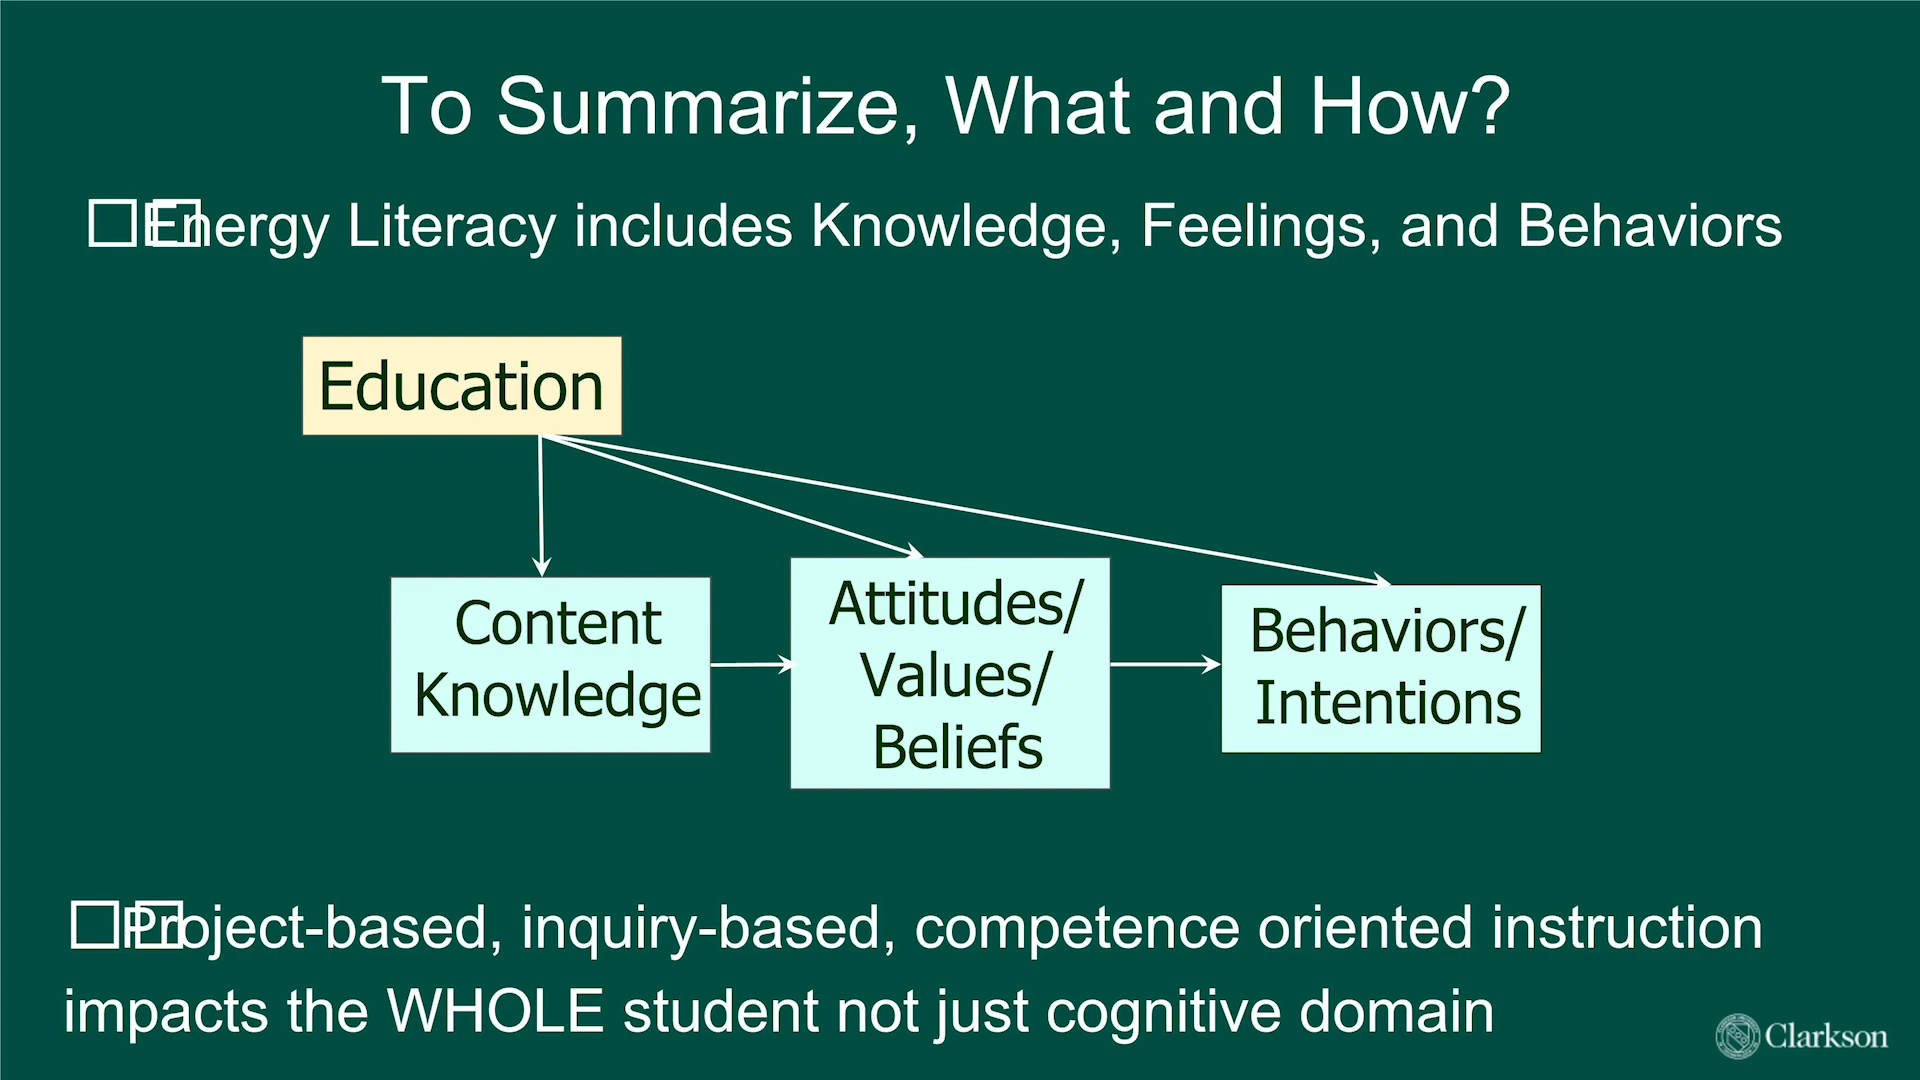 To Summarize, What and How?
Energy Literacy includes Knowledge, Feelings, and Behaviors
Education
Content
Knowledge
Attitudes/
Values/
Beliefs
Behaviors/
Intentions
Project-based, inquiry-based, competence oriented instruction
impacts the WHOLE student not just cognitive domain
Clarkson